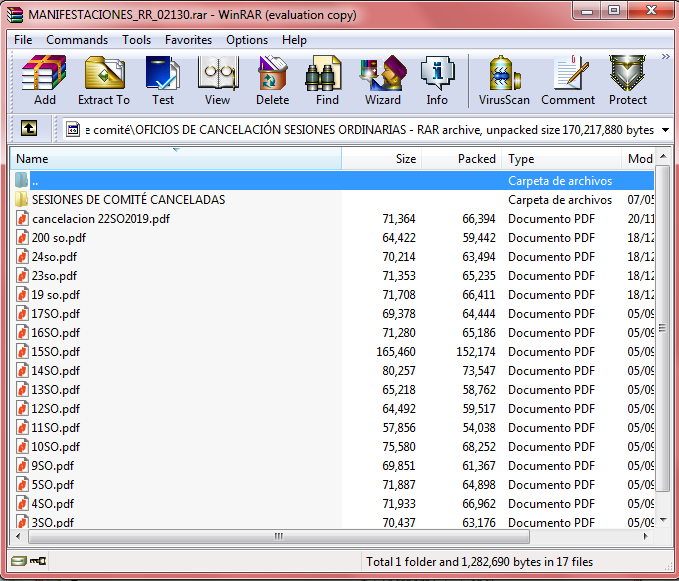 MANIFESTACIONES_RR_02130.rar - WinRAR (evaluation copy)
File Commands Tools Favorites Options Help
Add Extract To Test View Delete Find Wizard Info VirusScan Comment Protect
»
e comité\OFICIOS DE CANCELACIÓN SESIONES ORDINARIAS - RAR archive, unpacked size 170,217,880 bytes
Name Size Packed Type Mod
.. Carpeta de archivos
SESIONES DE COMITÉ CANCELADAS Carpeta de archivos 07/05
cancelacion 22SO2019.pdf 71,364 66,394 Documento PDF 20/11
200 so.pdf 64,422 59,442 Documento PDF 18/12
24so.pdf 70,214 63,494 Documento PDF 18/12
23so.pdf 71,353 65,235 Documento PDF 18/12
19 so.pdf 71,708 66,411 Documento PDF 18/12
17SO.pdf 69,378 64,444 Documento PDF 05/09
16SO.pdf 71,280 65,186 Documento PDF 05/09
15SO.pdf 165,460 152,174 Documento PDF 05/09
14SO.pdf 80,257 73,547 Documento PDF 05/09
13SO.pdf 65,218 58,762 Documento PDF 05/09
12SO.pdf 64,492 59,517 Documento PDF 05/09
11SO.pdf 57,856 54,038 Documento PDF 05/09
10SO.pdf 75,580 68,252 Documento PDF 05/09
9SO.pdf 69,851 61,367 Documento PDF 05/09
5SO.pdf 71,887 64,898 Documento PDF 05/09
4SO.pdf 71,933 66,962 Documento PDF 05/09
3SO.pdf 70,437 63,176 Documento PDF 05/09
Total 1 folder and 1,282,690 bytes in 17 files